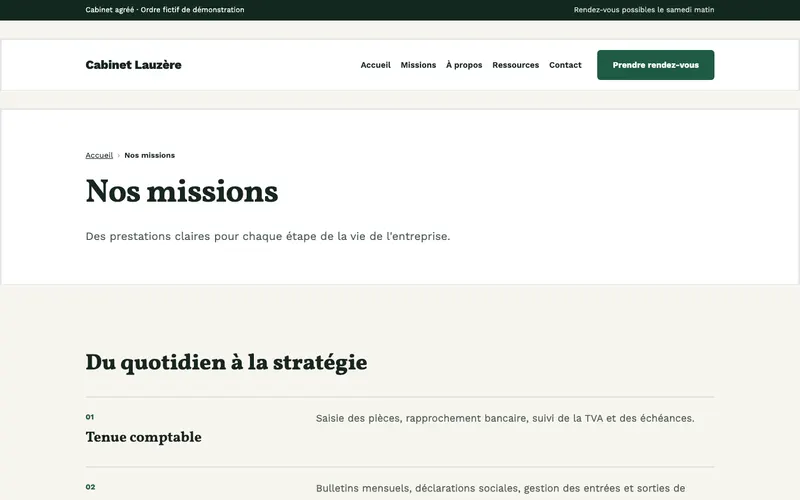 Cabinet agréé · Ordre fictif de démonstration
Rendez-vous possibles le samedi matin
Cabinet Lauzère
Accueil
Missions
À propos
Ressources
Contact
Prendre rendez-vous
Accueil › Nos missions
Nos missions
Des prestations claires pour chaque étape de la vie de l'entreprise.
Du quotidien à la stratégie
01
Tenue comptable
Saisie des pièces, rapprochement bancaire, suivi de la TVA et des échéances.
02
Bulletins mensuels, déclarations sociales, gestion des entrées et sorties de